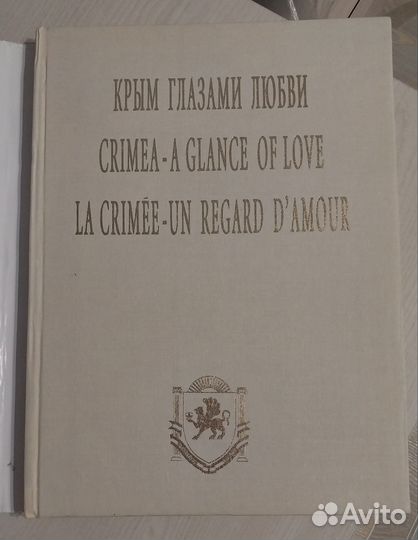 КРЫМ ГЛАЗАМИ ЛЮБВИ
CRIMEA-A GLANCE OF LOVE
LA CRIMÉE-UN REGARD D'AMOUR
Avito